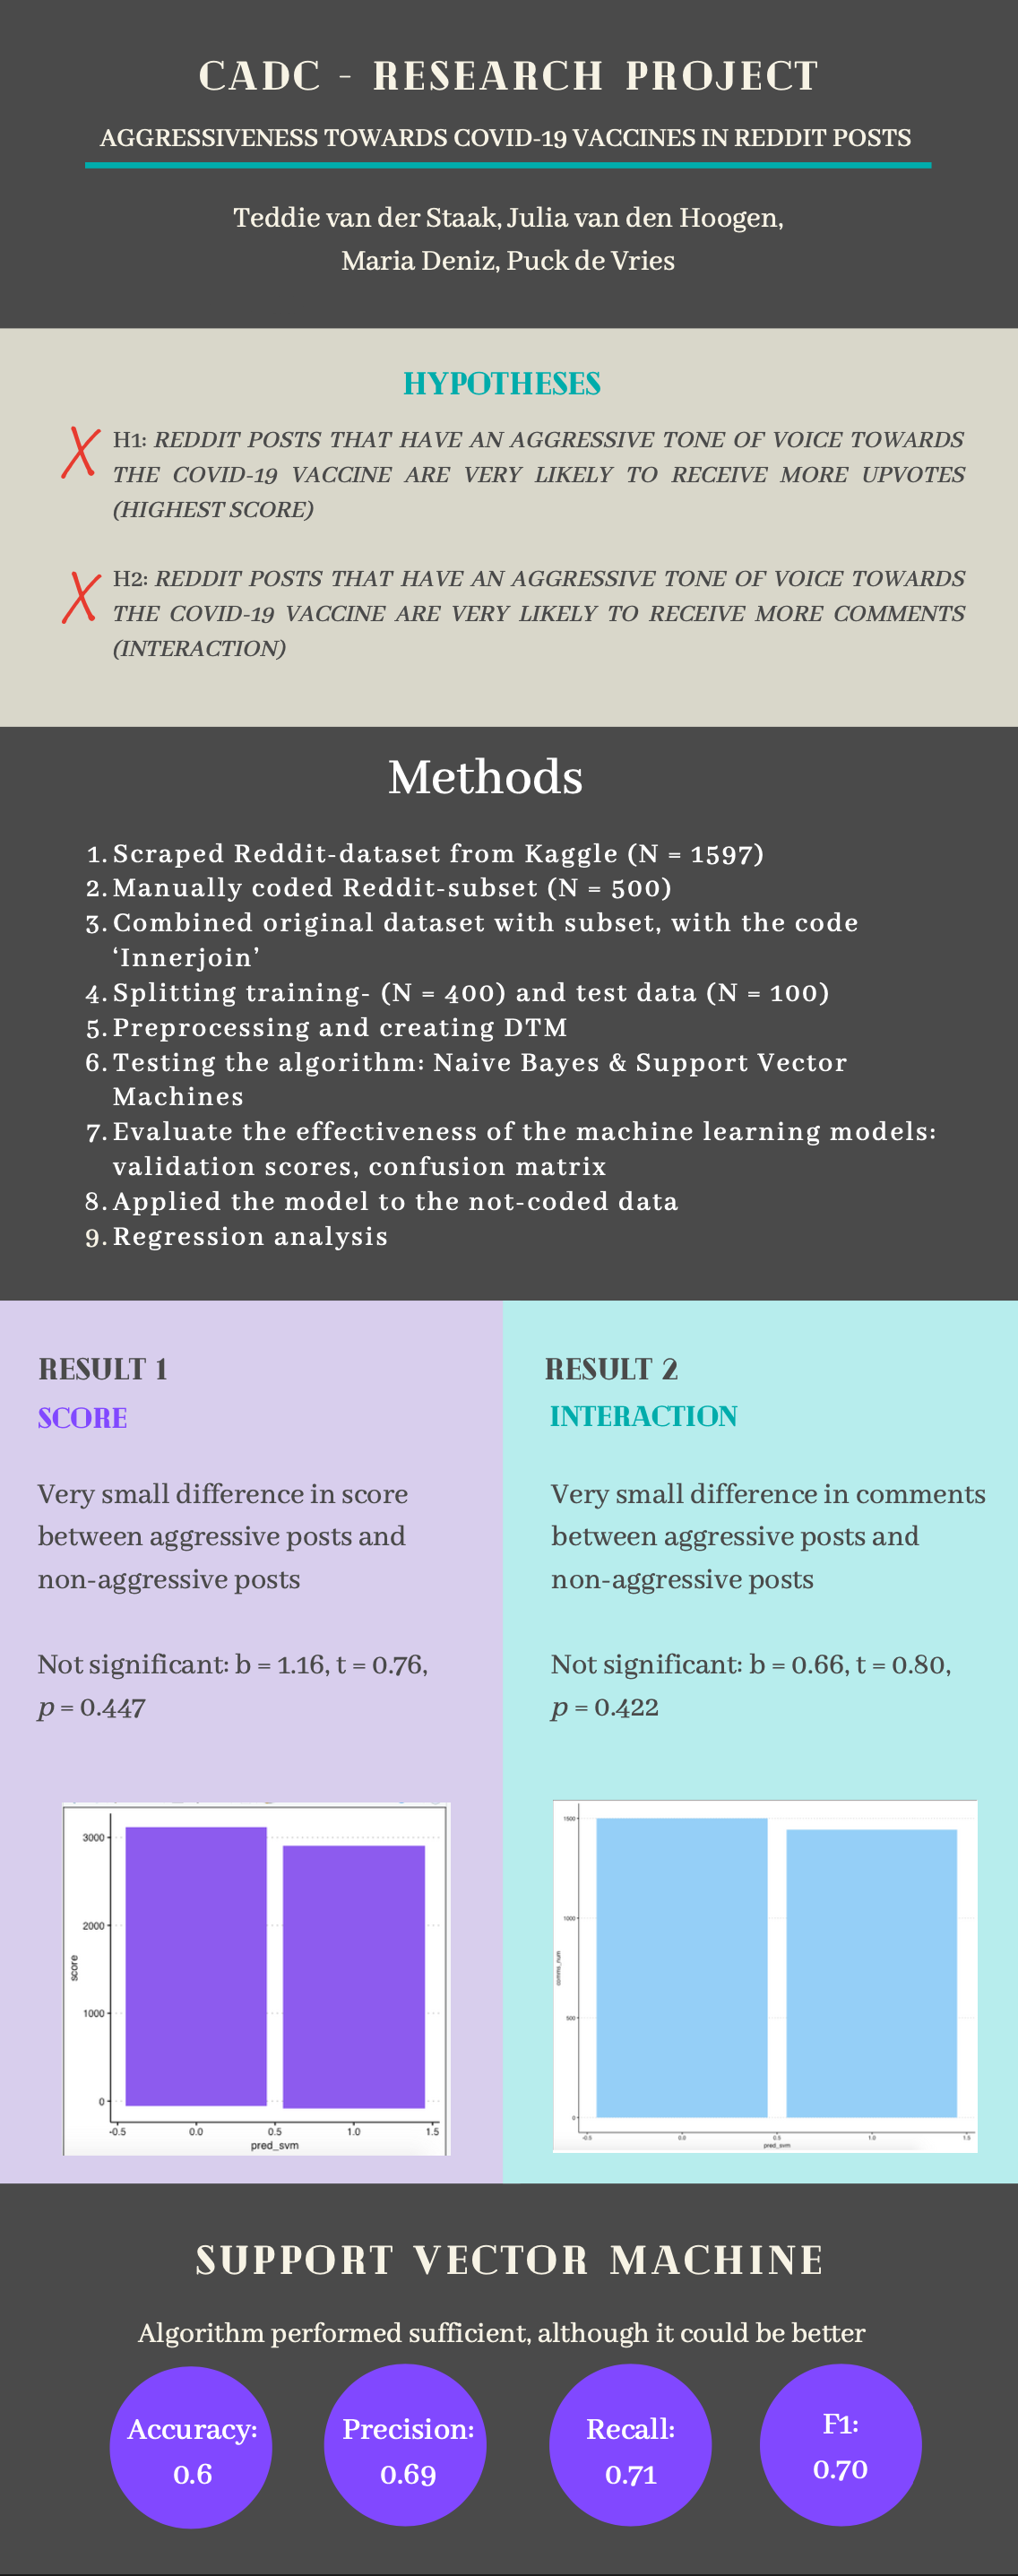 CADC - RESEARCH PROJECT
AGGRESSIVENESS TOWARDS COVID-19 VACCINES IN REDDIT POSTS
Teddie van der Staak, Julia van den Hoogen,
Maria Deniz, Puck de Vries
HYPOTHESES
H1: REDDIT POSTS THAT HAVE AN AGGRESSIVE TONE OF VOICE TOWARDS
THE COVID-19 VACCINE ARE VERY LIKELY TO RECEIVE MORE UPVOTES
(HIGHEST SCORE)
H2: REDDIT POSTS THAT HAVE AN AGGRESSIVE TONE OF VOICE TOWARDS
THE COVID-19 VACCINE ARE VERY LIKELY TO RECEIVE MORE COMMENTS
(INTERACTION)
Methods
1. Scraped Reddit-dataset from Kaggle (N = 1597)
2. Manually coded Reddit-subset (N = 500)
3. Combined original dataset with subset, with the code
‘Innerjoin’
4. Splitting training- (N = 400) and test data (N = 100)
5. Preprocessing and creating DTM
6. Testing the algorithm: Naive Bayes & Support Vector
Machines
7. Evaluate the effectiveness of the machine learning models:
validation scores, confusion matrix
8. Applied the model to the not-coded data
9. Regression analysis
RESULT 1
SCORE
Very small difference in score
between aggressive posts and
non-aggressive posts
Not significant: b = 1.16, t = 0.76,
p = 0.447
3000
2000
1000
0
score
-0.5 0.0 0.5 1.0 1.5
pred_svm
RESULT 2
INTERACTION
Very small difference in comments
between aggressive posts and
non-aggressive posts
Not significant: b = 0.66, t = 0.80,
p = 0.422
1500
1000
500
0
comms_num
-0.5 0.0 0.5 1.0 1.5
pred_svm
SUPPORT VECTOR MACHINE
Algorithm performed sufficient, although it could be better
Accuracy:
0.6
Precision:
0.69
Recall:
0.71
F1:
0.70